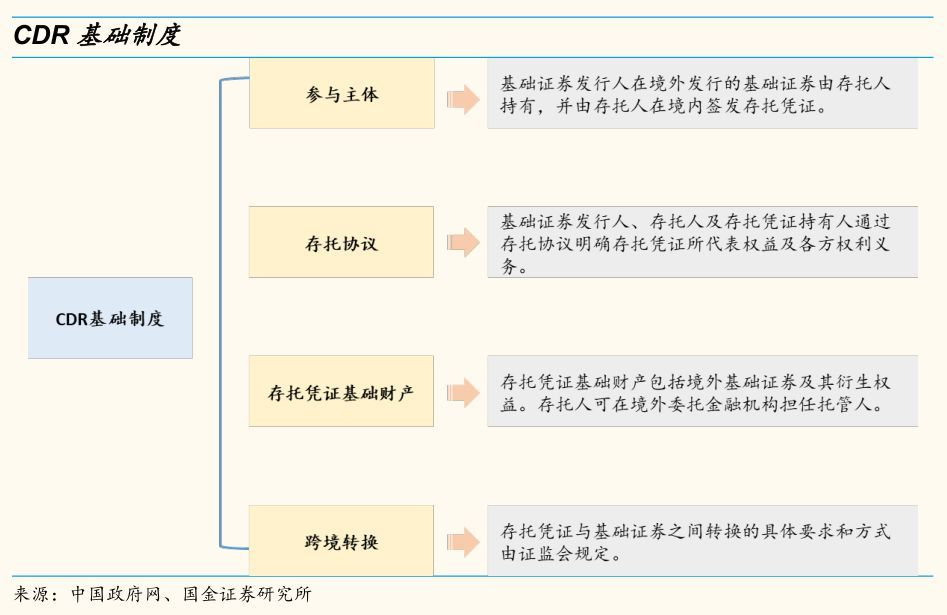 CDR 基础制度
参与主体
基础证券发行人在境外发行的基础证券由存托人
持有，并由存托人在境内签发存托凭证。
存托协议
基础证券发行人、存托人及存托凭证持有人通过
存托协议明确存托凭证所代表权益及各方权利义
务。
CDR基础制度
存托凭证基础财产
存托凭证基础财产包括境外基础证券及其衍生权
益。存托人可在境外委托金融机构担任托管人。
跨境转换
存托凭证与基础证券之间转换的具体要求和方式
由证监会规定。
来源：中国政府网、国金证券研究所